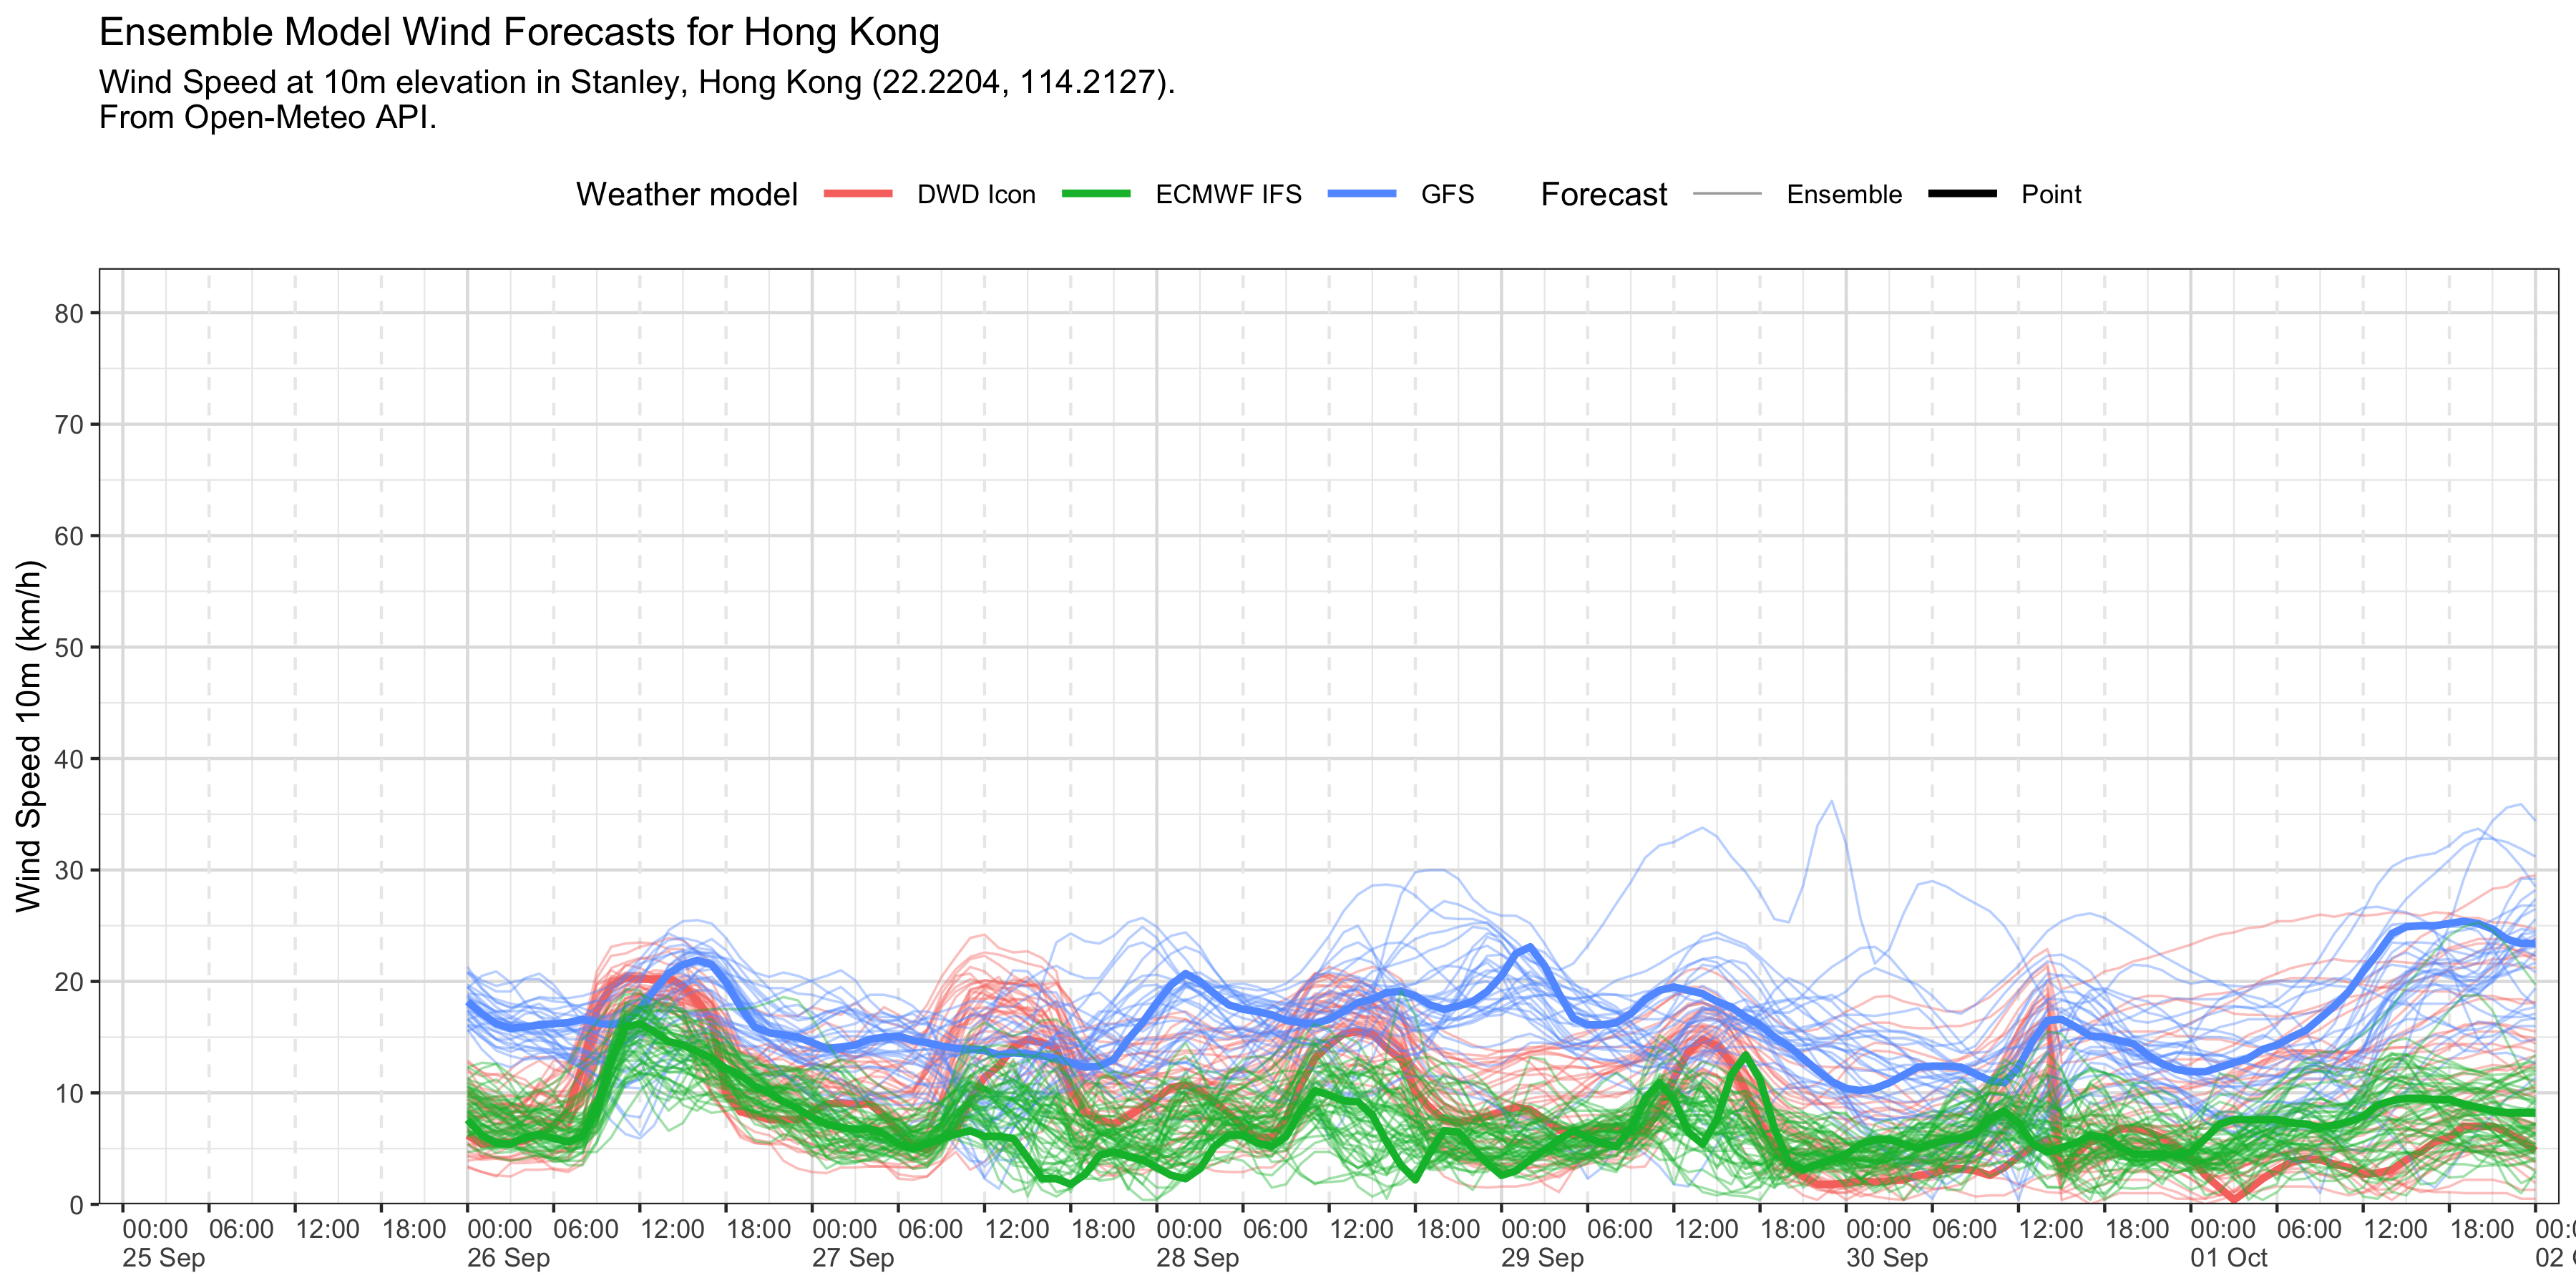 Ensemble Model Wind Forecasts for Hong Kong
Wind Speed at 10m elevation in Stanley, Hong Kong (22.2204, 114.2127).
From Open-Meteo API.
Weather model DWD Icon ECMWF IFS GFS Forecast Ensemble Point
Wind Speed 10m (km/h)
80
70
60
50
40
30
20
10
0
00:00 06:00 12:00 18:00 00:00 06:00 12:00 18:00 00:00 06:00 12:00 18:00 00:00 06:00 12:00 18:00 00:00 06:00 12:00 18:00 00:00 06:00 12:00 18:00 00:00 06:00 12:00 18:00
25 Sep 26 Sep 27 Sep 28 Sep 29 Sep 30 Sep 01 Oct 02